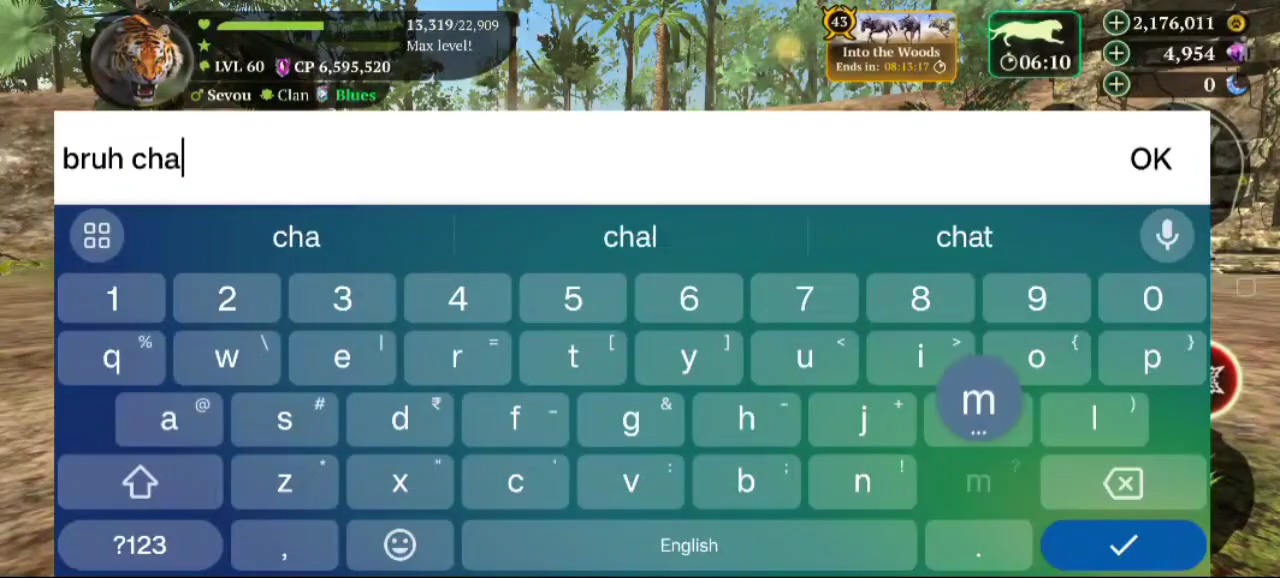 13,319/22,909
Max level!
LVL 60 CP 6,595,520
Sevou Clan Blues
43
Into the Woods
Ends in: 08:13:17
06:10
2,176,011
4,954
0
bruh cha
OK
cha chal chat
1 2 3 4 5 6 7 8 9 0
q % w \ e | r = t [ y ] u < i > o { p }
a @ s # d ₹ f - g & h - j + m ... l )
z * x " c ' v : b ; n ! m ?
?123 , English .